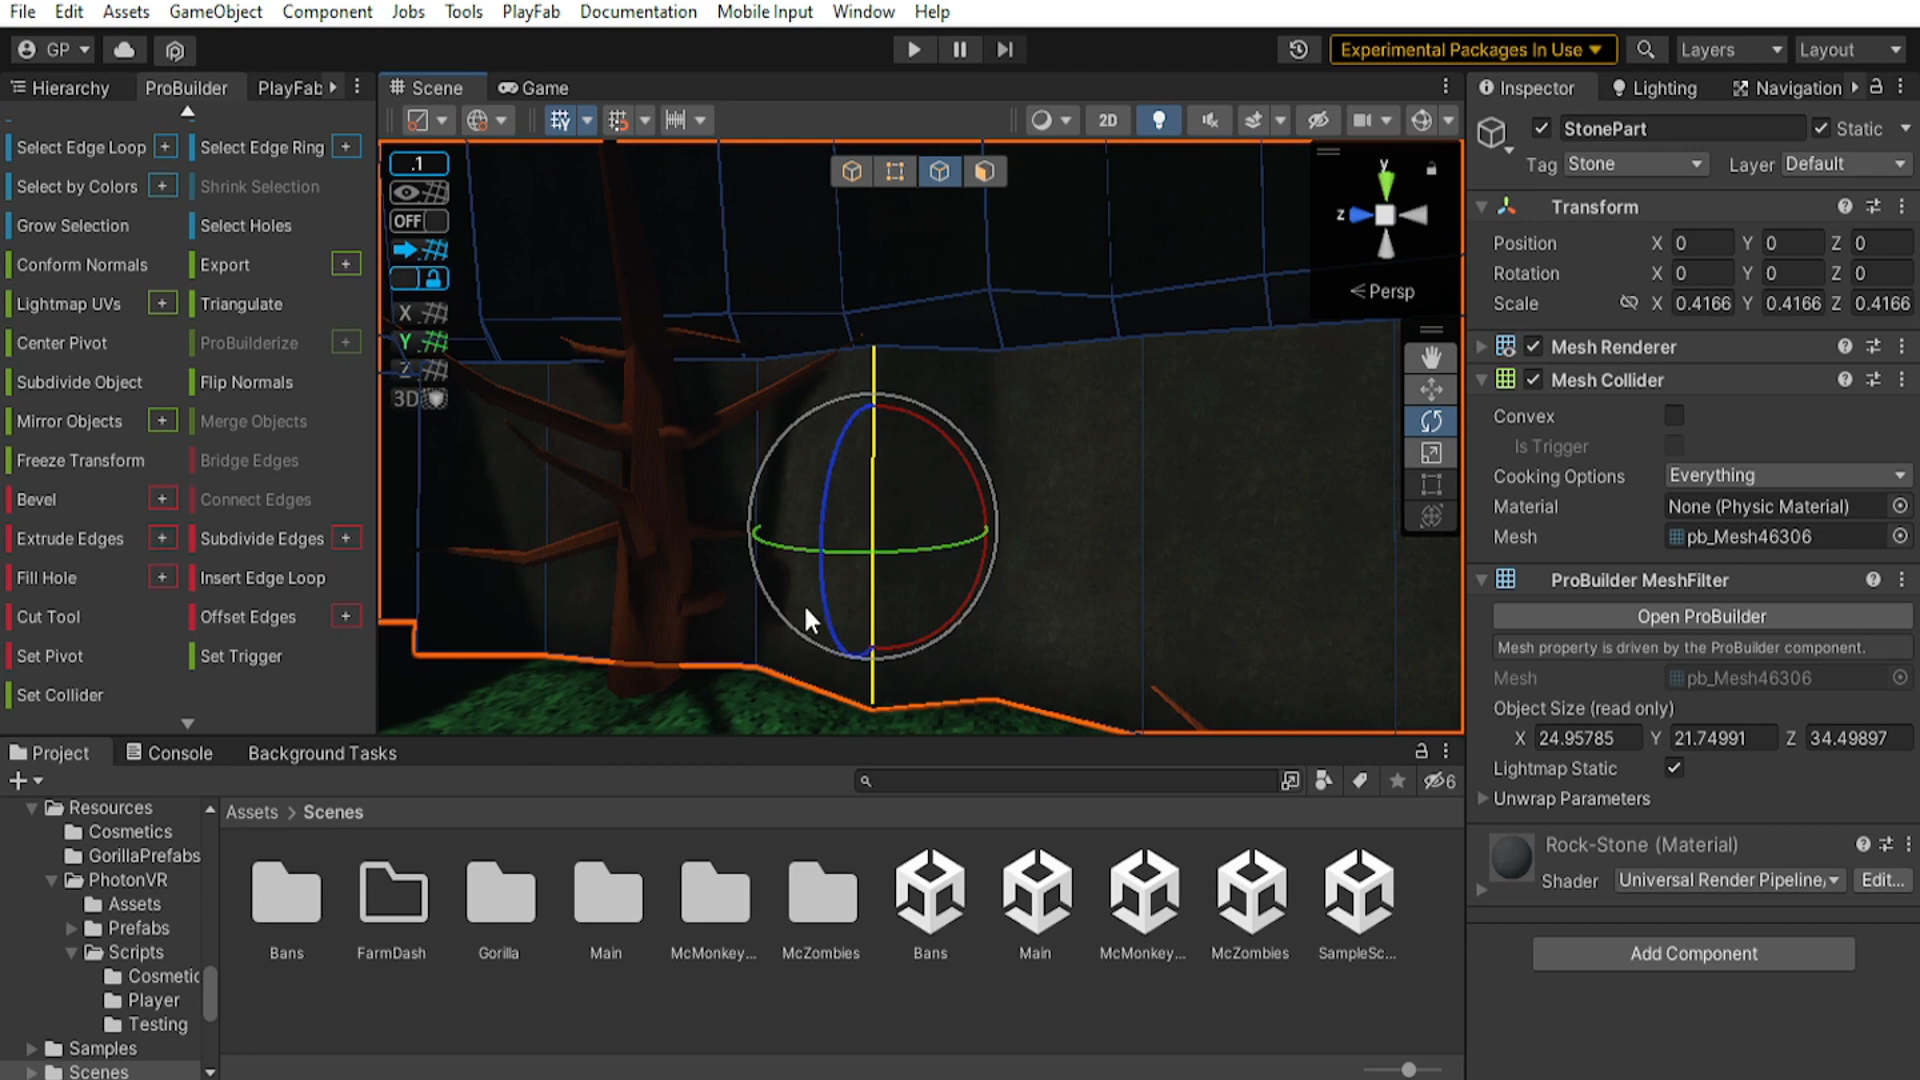 File Edit Assets GameObject Component Jobs Tools PlayFab Documentation Mobile Input Window Help
GP Experimental Packages In Use Layers Layout
Hierarchy ProBuilder PlayFab
Select Edge Loop + Select Edge Ring +
Select by Colors + Shrink Selection
Grow Selection Select Holes
Conform Normals Export +
Lightmap UVs + Triangulate
Center Pivot ProBuilderize +
Subdivide Object Flip Normals
Mirror Objects + Merge Objects
Freeze Transform Bridge Edges
Bevel + Connect Edges
Extrude Edges + Subdivide Edges +
Fill Hole + Insert Edge Loop
Cut Tool Offset Edges +
Set Pivot Set Trigger
Set Collider
Scene Game
2D
.1
OFF
X
Y
Z
3D
y
z
Persp
Inspector Lighting Navigation
StonePart Static
Tag Stone Layer Default
Transform
Position X 0 Y 0 Z 0
Rotation X 0 Y 0 Z 0
Scale X 0.4166 Y 0.4166 Z 0.4166
Mesh Renderer
Mesh Collider
Convex
Is Trigger
Cooking Options Everything
Material None (Physic Material)
Mesh pb_Mesh46306
ProBuilder MeshFilter
Open ProBuilder
Mesh property is driven by the ProBuilder component.
Mesh pb_Mesh46306
Object Size (read only)
X 24.95785 Y 21.74991 Z 34.49897
Lightmap Static
Unwrap Parameters
Rock-Stone (Material)
Shader Universal Render Pipeline/ Edit...
Add Component
Project Console Background Tasks
6
Resources
Cosmetics
GorillaPrefabs
PhotonVR
Assets
Prefabs
Scripts
Cosmetic
Player
Testing
Samples
Scenes
Assets > Scenes
Bans FarmDash Gorilla Main McMonkey... McZombies Bans Main McMonkey... McZombies SampleSc...